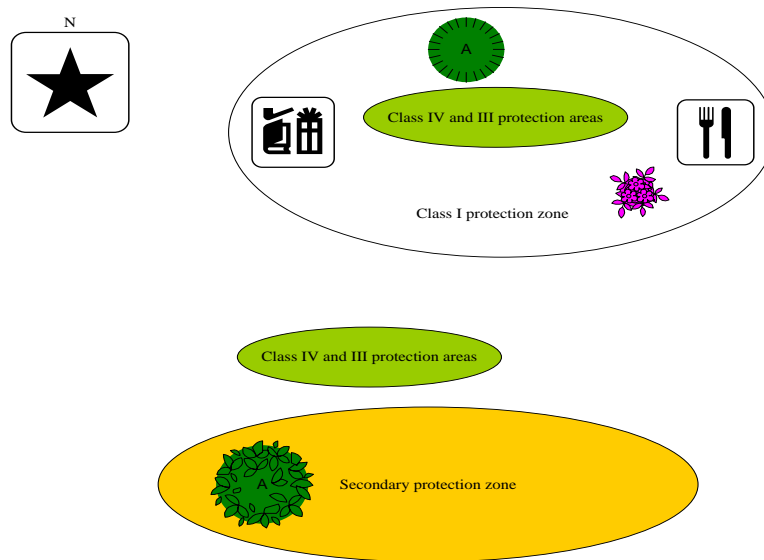 N
A
Class IV and III protection areas
Class I protection zone
Class IV and III protection areas
A
Secondary protection zone